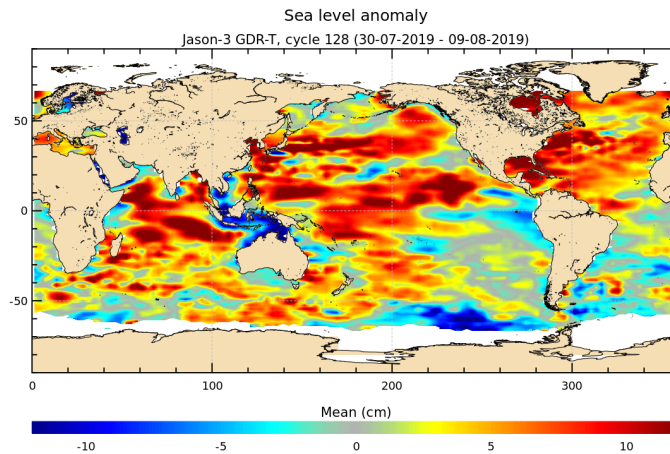 Sea level anomaly
Jason-3 GDR-T, cycle 128 (30-07-2019 - 09-08-2019)
50
0
-50
0 100 200 300
Mean (cm)
-10 -5 0 5 10